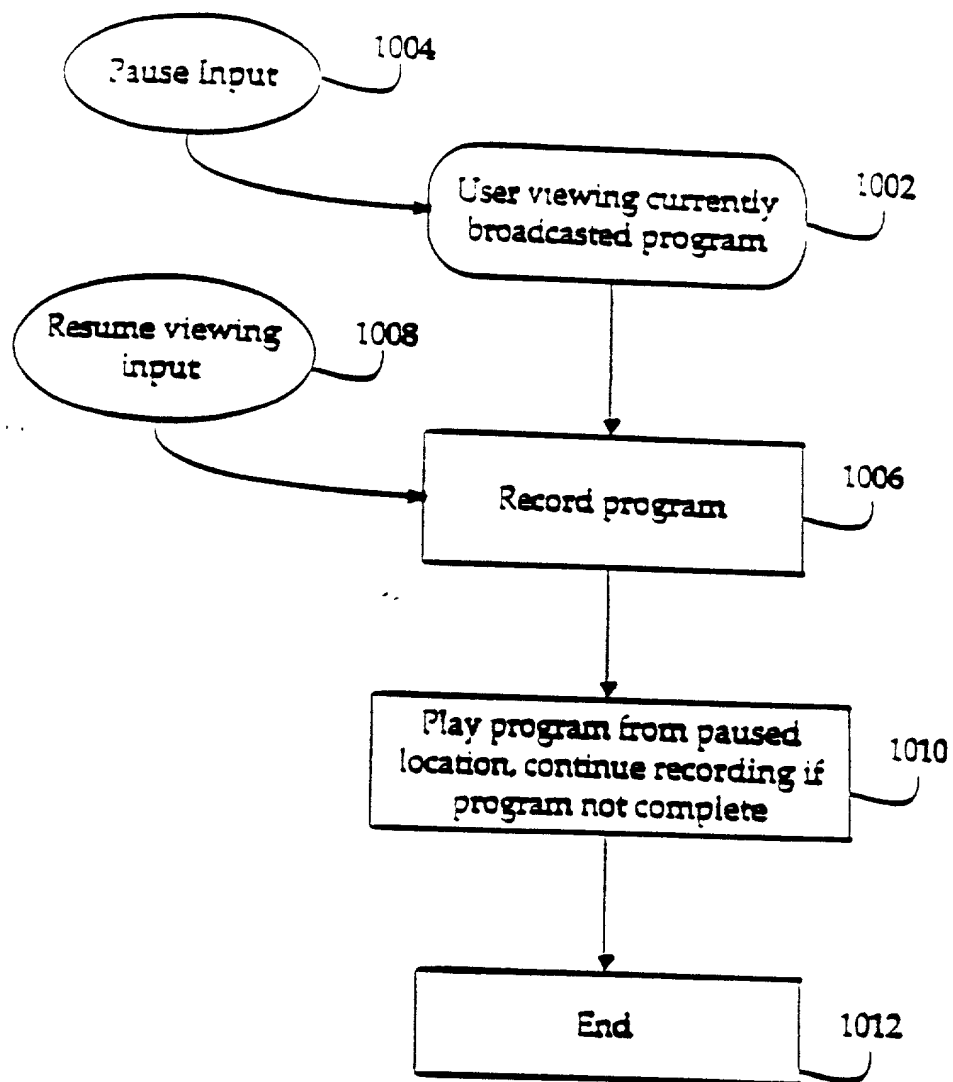 Pause Input
1004
User viewing currently
broadcasted program
1002
Resume viewing
input
1008
Record program
1006
Play program from paused
location, continue recording if
program not complete
1010
End
1012